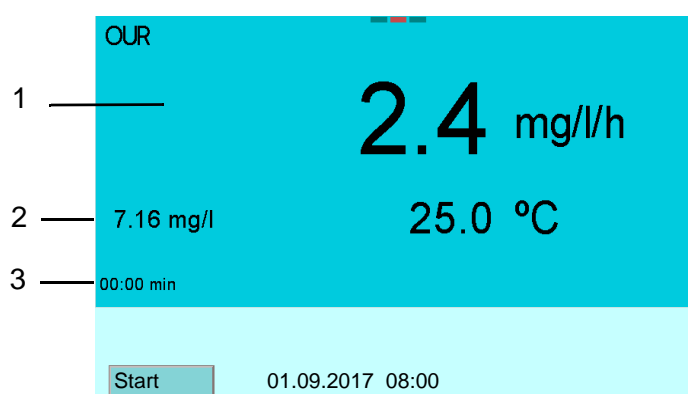 OUR
1 2.4 mg/l/h
2 7.16 mg/l 25.0 ºC
3 00:00 min
Start 01.09.2017 08:00